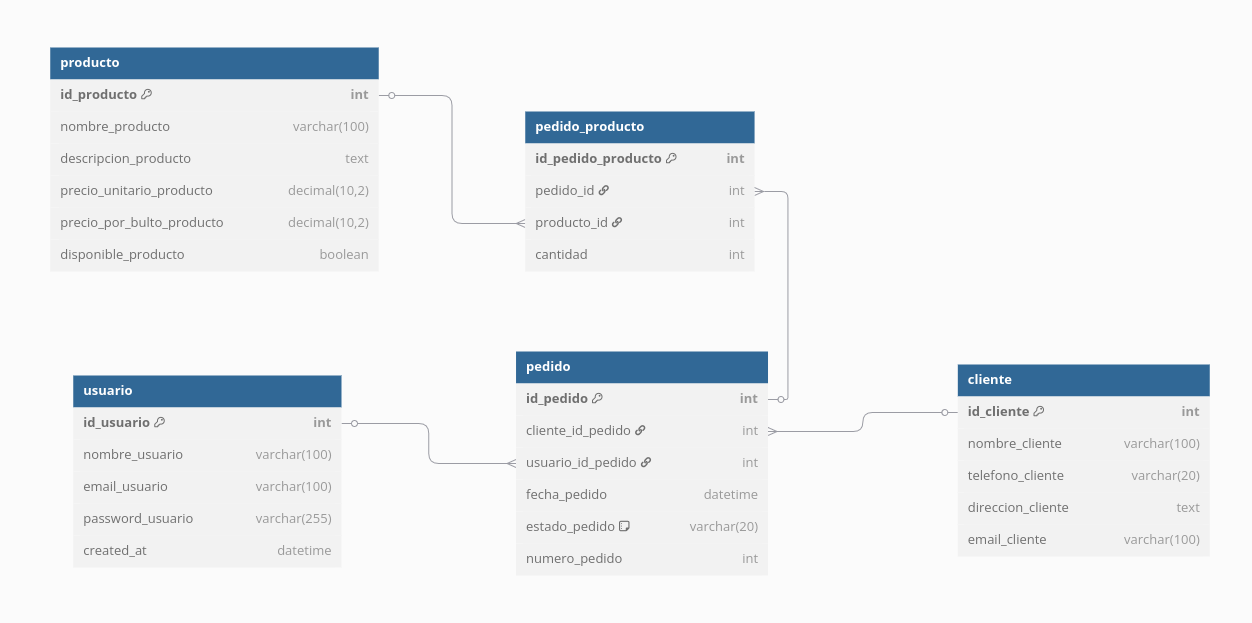 producto
id_producto int
nombre_producto varchar(100)
descripcion_producto text
precio_unitario_producto decimal(10,2)
precio_por_bulto_producto decimal(10,2)
disponible_producto boolean
pedido_producto
id_pedido_producto int
pedido_id int
producto_id int
cantidad int
usuario
id_usuario int
nombre_usuario varchar(100)
email_usuario varchar(100)
password_usuario varchar(255)
created_at datetime
pedido
id_pedido int
cliente_id_pedido int
usuario_id_pedido int
fecha_pedido datetime
estado_pedido varchar(20)
numero_pedido int
cliente
id_cliente int
nombre_cliente varchar(100)
telefono_cliente varchar(20)
direccion_cliente text
email_cliente varchar(100)